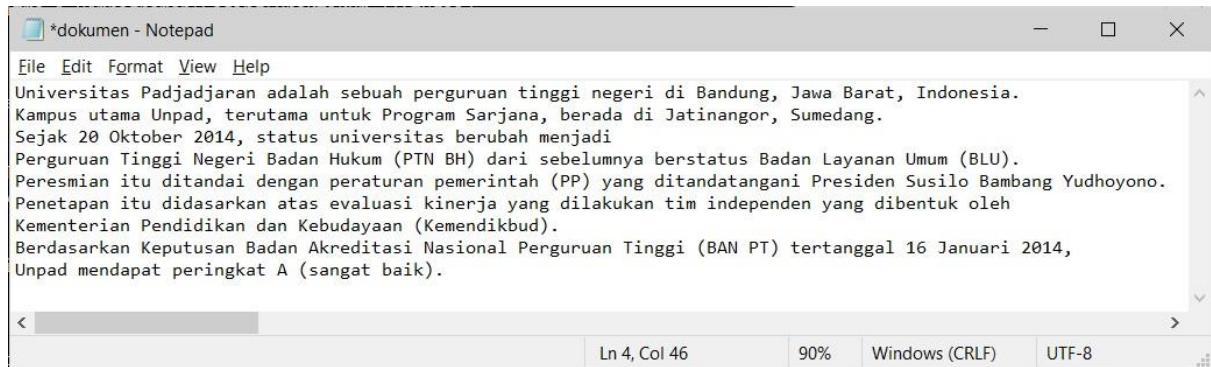 *dokumen - Notepad
File Edit Format View Help
Universitas Padjadjaran adalah sebuah perguruan tinggi negeri di Bandung, Jawa Barat, Indonesia.
Kampus utama Unpad, terutama untuk Program Sarjana, berada di Jatinangor, Sumedang.
Sejak 20 Oktober 2014, status universitas berubah menjadi
Perguruan Tinggi Negeri Badan Hukum (PTN BH) dari sebelumnya berstatus Badan Layanan Umum (BLU).
Peresmian itu ditandai dengan peraturan pemerintah (PP) yang ditandatangani Presiden Susilo Bambang Yudhoyono.
Penetapan itu didasarkan atas evaluasi kinerja yang dilakukan tim independen yang dibentuk oleh
Kementerian Pendidikan dan Kebudayaan (Kemendikbud).
Berdasarkan Keputusan Badan Akreditasi Nasional Perguruan Tinggi (BAN PT) tertanggal 16 Januari 2014,
Unpad mendapat peringkat A (sangat baik).
Ln 4, Col 46 90% Windows (CRLF) UTF-8